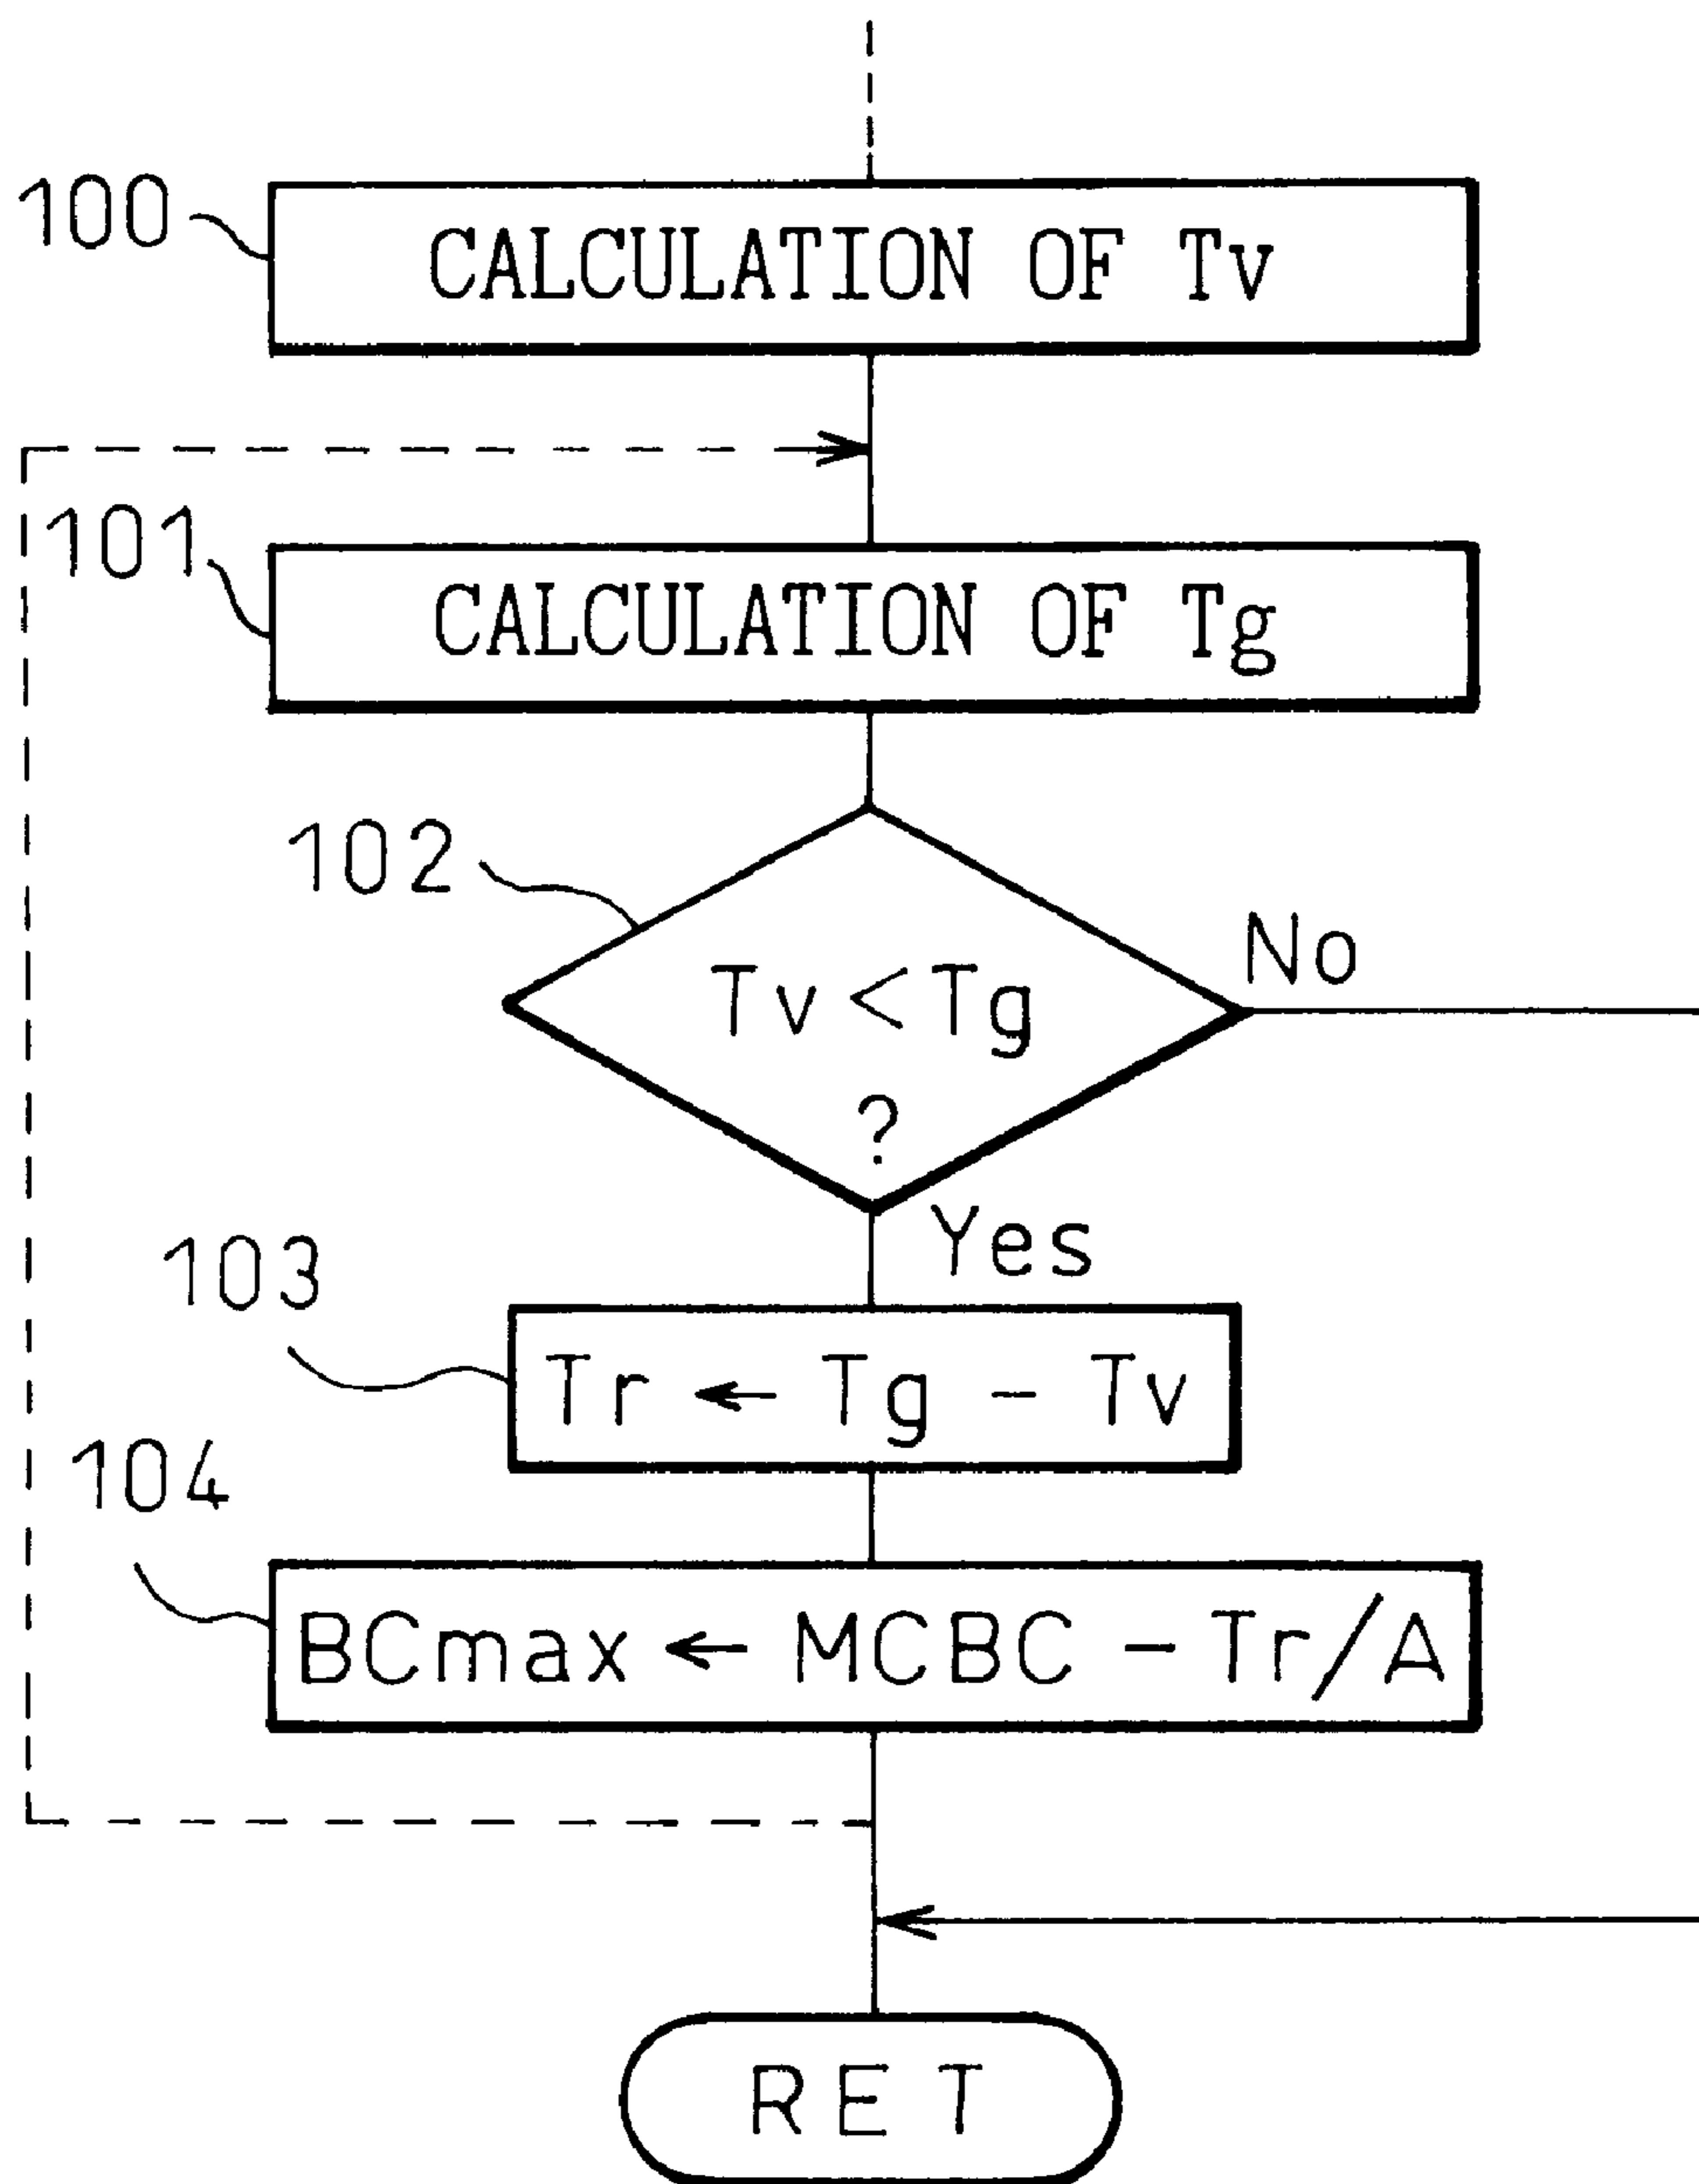 100
CALCULATION OF Tv
101
CALCULATION OF Tg
102
No
Tv < Tg
?
Yes
103
Tr ← Tg - Tv
104
BCmax ← MCBC - Tr/A
RET